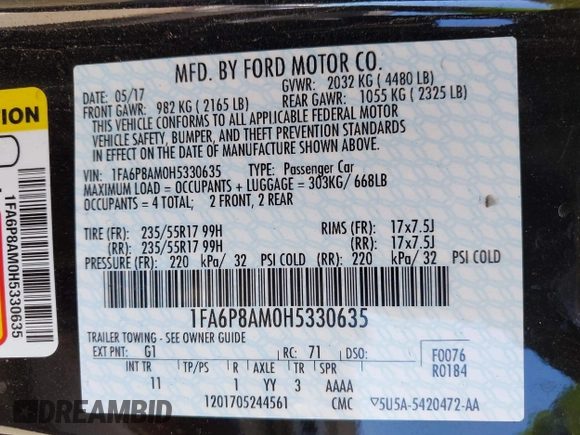 MFD. BY FORD MOTOR CO.
DATE: 05/17
GVWR: 2032 KG ( 4480 LB)
FRONT GAWR: 982 KG ( 2165 LB)
REAR GAWR: 1055 KG ( 2325 LB)
THIS VEHICLE CONFORMS TO ALL APPLICABLE FEDERAL MOTOR
VEHICLE SAFETY, BUMPER, AND THEFT PREVENTION STANDARDS
IN EFFECT ON THE DATE OF MANUFACTURE SHOWN ABOVE.
VIN: 1FA6P8AM0H5330635 TYPE: Passenger Car
MAXIMUM LOAD = OCCUPANTS + LUGGAGE = 303KG/ 668LB
OCCUPANTS = 4 TOTAL; 2 FRONT, 2 REAR
TIRE (FR): 235/55R17 99H RIMS (FR): 17x7.5J
(RR): 235/55R17 99H (RR): 17x7.5J
PRESSURE (FR): 220 kPa/ 32 PSI COLD (RR): 220 kPa/ 32 PSI COLD
1FA6P8AM0H5330635
TRAILER TOWING - SEE OWNER GUIDE
EXT PNT: G1 RC: 71 DSO:
F0076
R0184
INT TR TP/PS R AXLE TR SPR
11 1 YY 3 AAAA
1201705244561 CMC ▽5U5A-5420472-AA
ION
1FA6P8AM0H5330635
DREAMBID